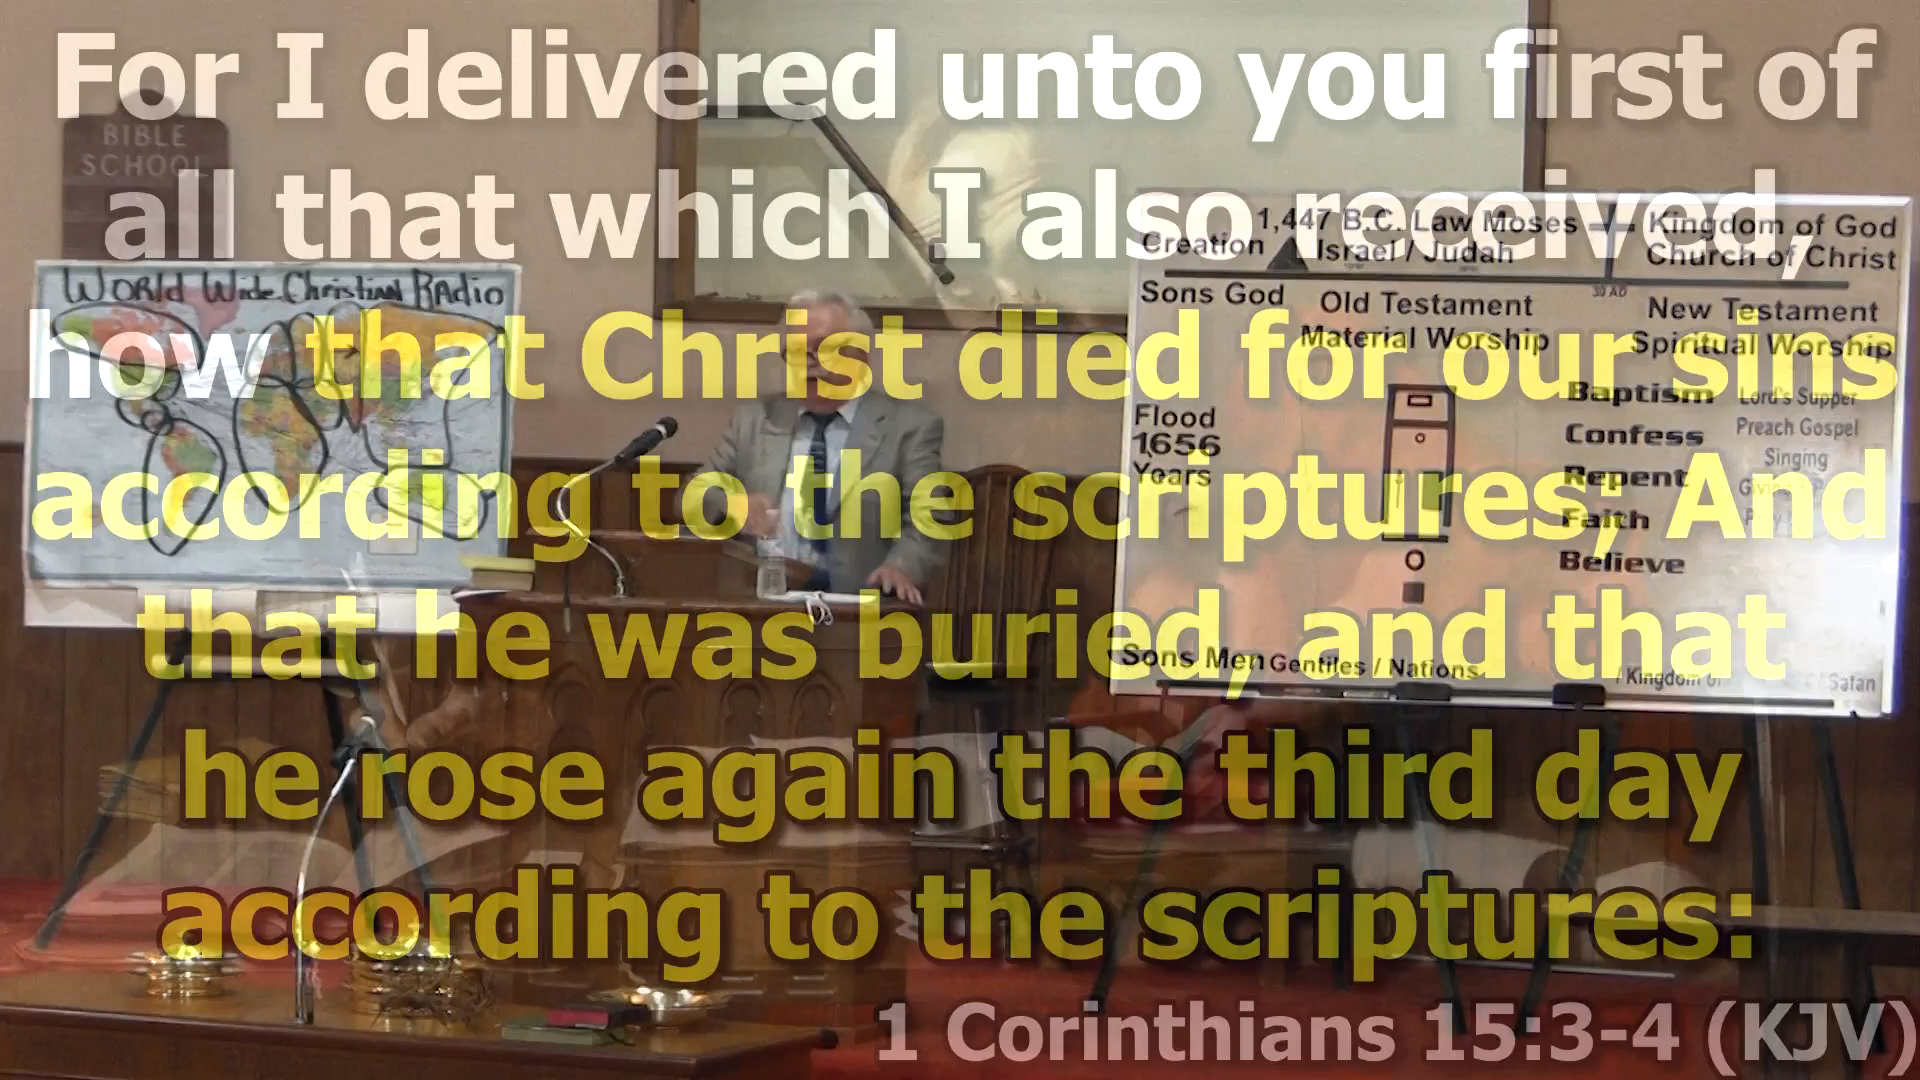 For I delivered unto you first of
all that which I also received,
how that Christ died for our sins
according to the scriptures; And
that he was buried, and that
he rose again the third day
according to the scriptures:
1 Corinthians 15:3-4 (KJV)
BIBLE
SCHOOL
World Wide Christian Radio
1,447 B.C. Law Moses
Kingdom of God
Creation
Israel / Judah
Church of Christ
30 AD
Sons God
Old Testament
New Testament
Material Worship
Spiritual Worship
Baptism
Lord's Supper
Flood
Confess
Preach Gospel
1656
Singing
Years
Repent
Faith
Believe
Sons Men Gentiles / Nations
Kingdom of
Satan